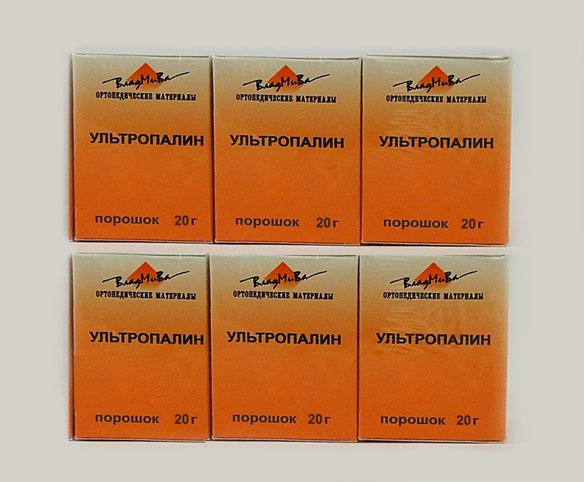 ВладМиВа ВладМиВа ВладМиВа
ОРТОПЕДИЧЕСКИЕ МАТЕРИАЛЫ ОРТОПЕДИЧЕСКИЕ МАТЕРИАЛЫ ОРТОПЕДИЧЕСКИЕ МАТЕРИАЛЫ
УЛЬТРОПАЛИН УЛЬТРОПАЛИН УЛЬТРОПАЛИН
порошок 20 г порошок 20 г порошок 20 г
ВладМиВа ВладМиВа ВладМиВа
ОРТОПЕДИЧЕСКИЕ МАТЕРИАЛЫ ОРТОПЕДИЧЕСКИЕ МАТЕРИАЛЫ ОРТОПЕДИЧЕСКИЕ МАТЕРИАЛЫ
УЛЬТРОПАЛИН УЛЬТРОПАЛИН УЛЬТРОПАЛИН
порошок 20 г порошок 20 г порошок 20 г